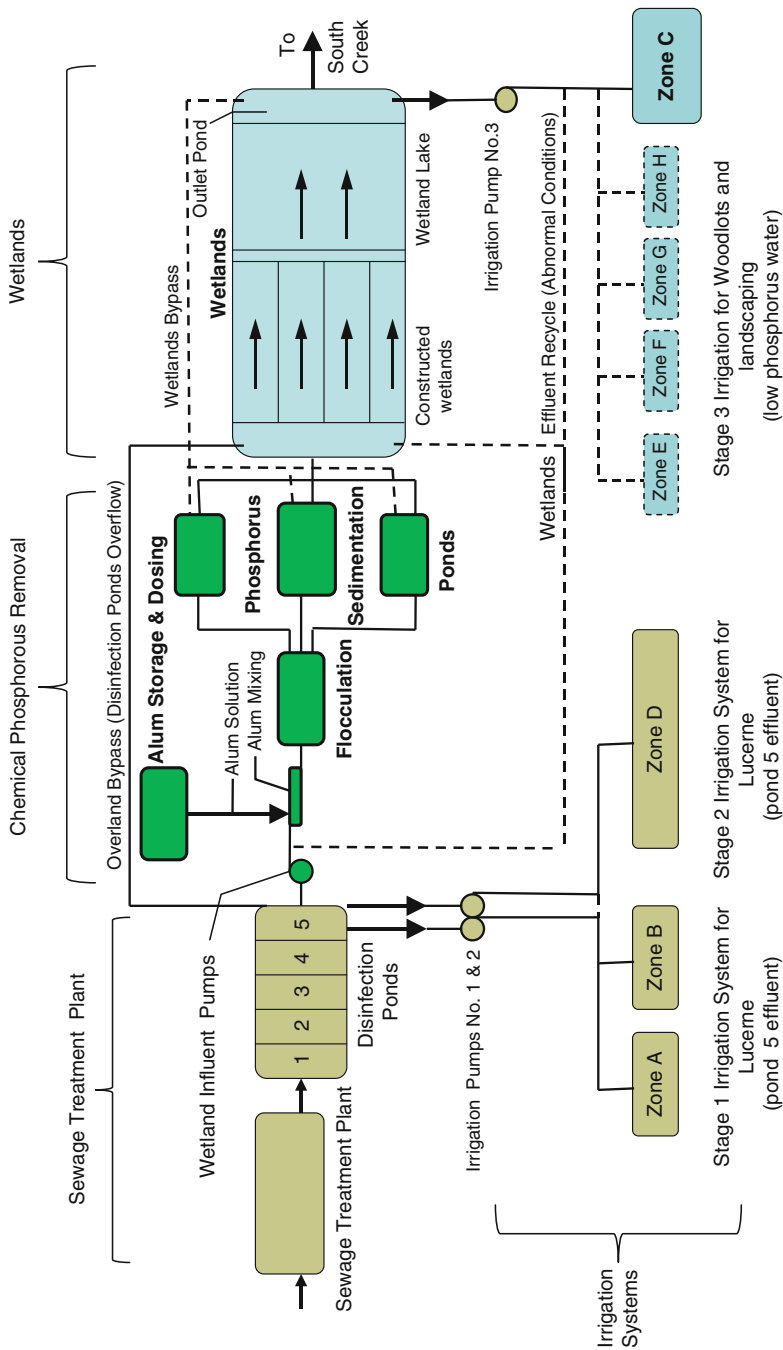 Sewage Treatment Plant
Chemical Phosphorous Removal
Wetlands
Overland Bypass (Disinfection Ponds Overflow)
Wetlands Bypass
Outlet Pond
To
South
Creek
Wetland Influent Pumps
Alum Storage & Dosing
Alum Solution
Alum Mixing
Flocculation
Phosphorus
Sedimentation
Ponds
Wetlands
Constructed
wetlands
Wetland Lake
1
2
3
4
5
Sewage Treatment Plant
Disinfection
Ponds
Irrigation Pumps No. 1 & 2
Irrigation Pump No.3
Wetlands
Effluent Recycle (Abnormal Conditions)
Irrigation
Systems
Zone A
Zone B
Zone D
Zone E
Zone F
Zone G
Zone H
Zone C
Stage 1 Irrigation System for
Lucerne
(pond 5 effluent)
Stage 2 Irrigation System for
Lucerne
(pond 5 effluent)
Stage 3 Irrigation for Woodlots and
landscaping
(low phosphorus water)